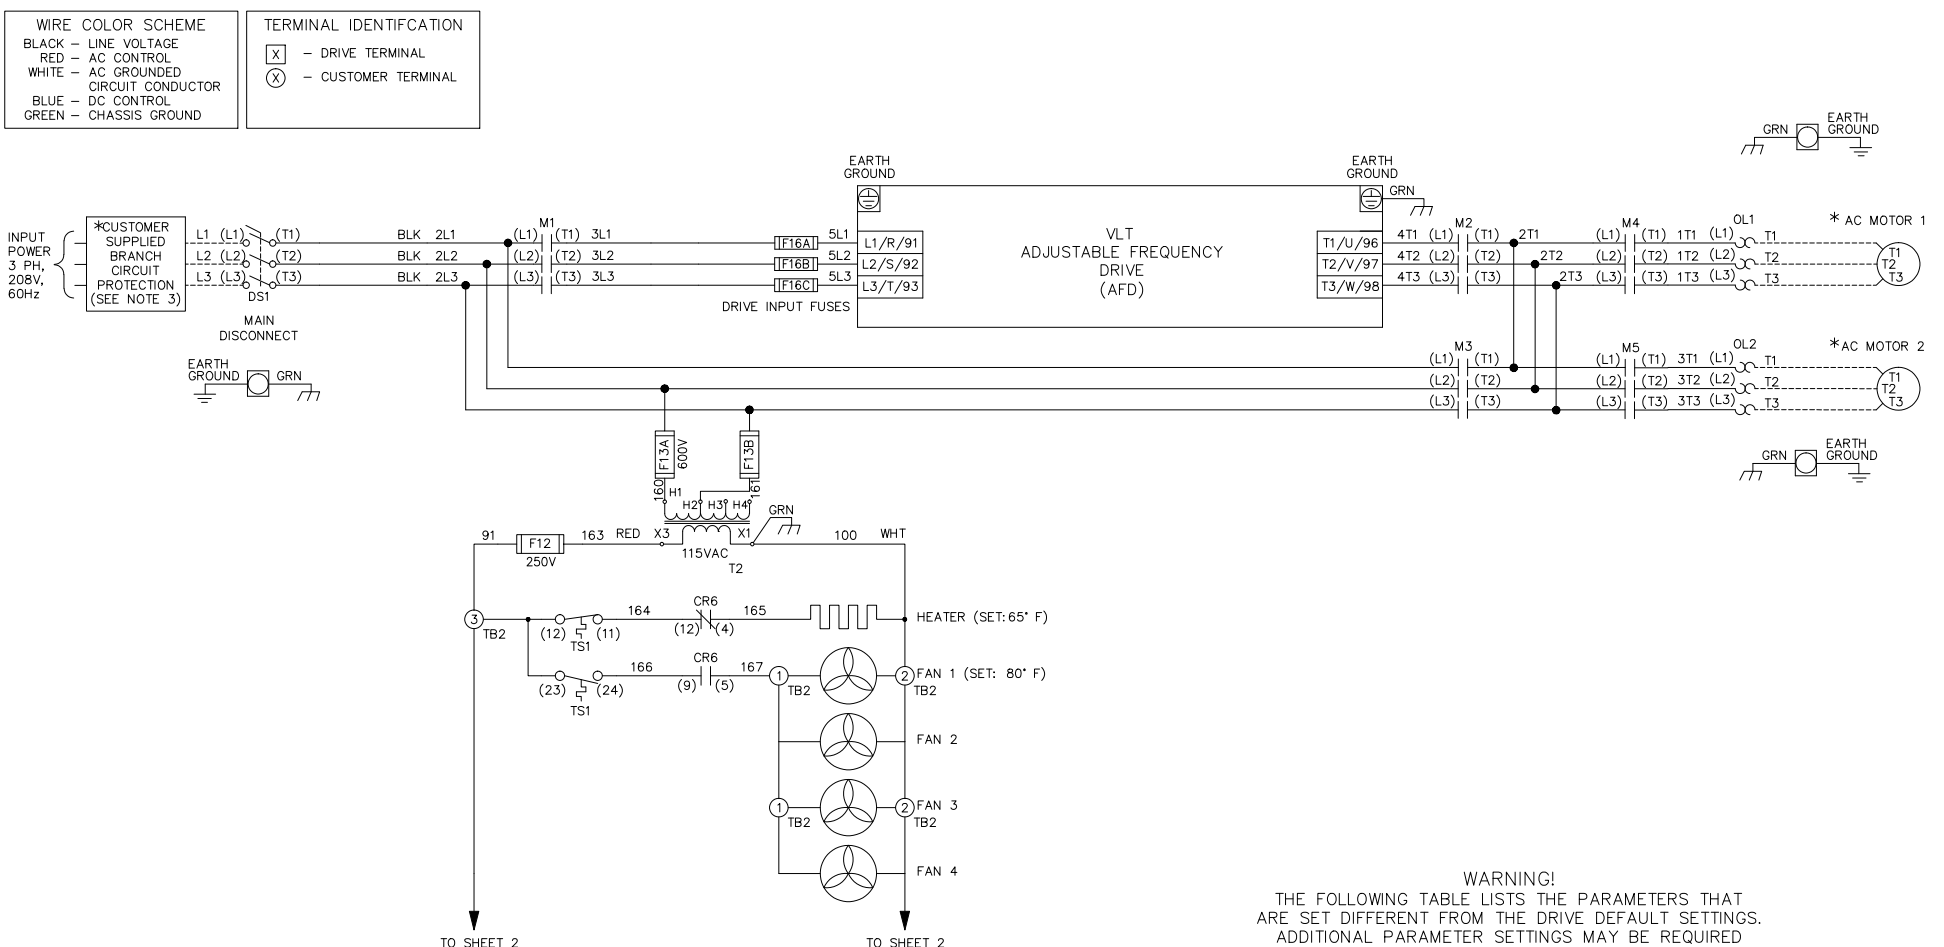 WIRE COLOR SCHEME
BLACK – LINE VOLTAGE
RED – AC CONTROL
WHITE – AC GROUNDED
CIRCUIT CONDUCTOR
BLUE – DC CONTROL
GREEN – CHASSIS GROUND
TERMINAL IDENTIFCATION
X – DRIVE TERMINAL
X – CUSTOMER TERMINAL
GRN
EARTH
GROUND
INPUT
POWER
3 PH,
208V,
60Hz
*CUSTOMER
SUPPLIED
BRANCH
CIRCUIT
PROTECTION
(SEE NOTE 3)
L1 (L1) (T1) BLK 2L1 (L1) (T1) 3L1 F16A 5L1
L2 (L2) (T2) BLK 2L2 (L2) (T2) 3L2 F16B 5L2
L3 (L3) (T3) BLK 2L3 (L3) (T3) 3L3 F16C 5L3
DS1
M1
MAIN
DISCONNECT
DRIVE INPUT FUSES
EARTH
GROUND
L1/R/91
L2/S/92
L3/T/93
VLT
ADJUSTABLE FREQUENCY
DRIVE
(AFD)
EARTH
GROUND
GRN
T1/U/96
T2/V/97
T3/W/98
M2
M4
OL1
* AC MOTOR 1
4T1 (L1) (T1) 2T1 (L1) (T1) 1T1 (L1) T1
4T2 (L2) (T2) 2T2 (L2) (T2) 1T2 (L2) T2
4T3 (L3) (T3) 2T3 (L3) (T3) 1T3 (L3) T3
T1
T2
T3
M3
M5
OL2
* AC MOTOR 2
(L1) (T1) (L1) (T1) 3T1 (L1) T1
(L2) (T2) (L2) (T2) 3T2 (L2) T2
(L3) (T3) (L3) (T3) 3T3 (L3) T3
T1
T2
T3
EARTH
GROUND
GRN
GRN
EARTH
GROUND
F13A
600V
F13B
160
H1
H2
H3
H4
161
GRN
91
F12
250V
163
RED
X3
115VAC
X1
T2
100
WHT
3
TB2
(12)
(11)
TS1
164
CR6
(12)
(4)
165
HEATER (SET:65° F)
(23)
(24)
TS1
166
CR6
(9)
(5)
167
1
TB2
2
TB2
FAN 1 (SET: 80° F)
FAN 2
1
TB2
2
TB2
FAN 3
FAN 4
TO SHEET 2
TO SHEET 2
WARNING!
THE FOLLOWING TABLE LISTS THE PARAMETERS THAT
ARE SET DIFFERENT FROM THE DRIVE DEFAULT SETTINGS.
ADDITIONAL PARAMETER SETTINGS MAY BE REQUIRED